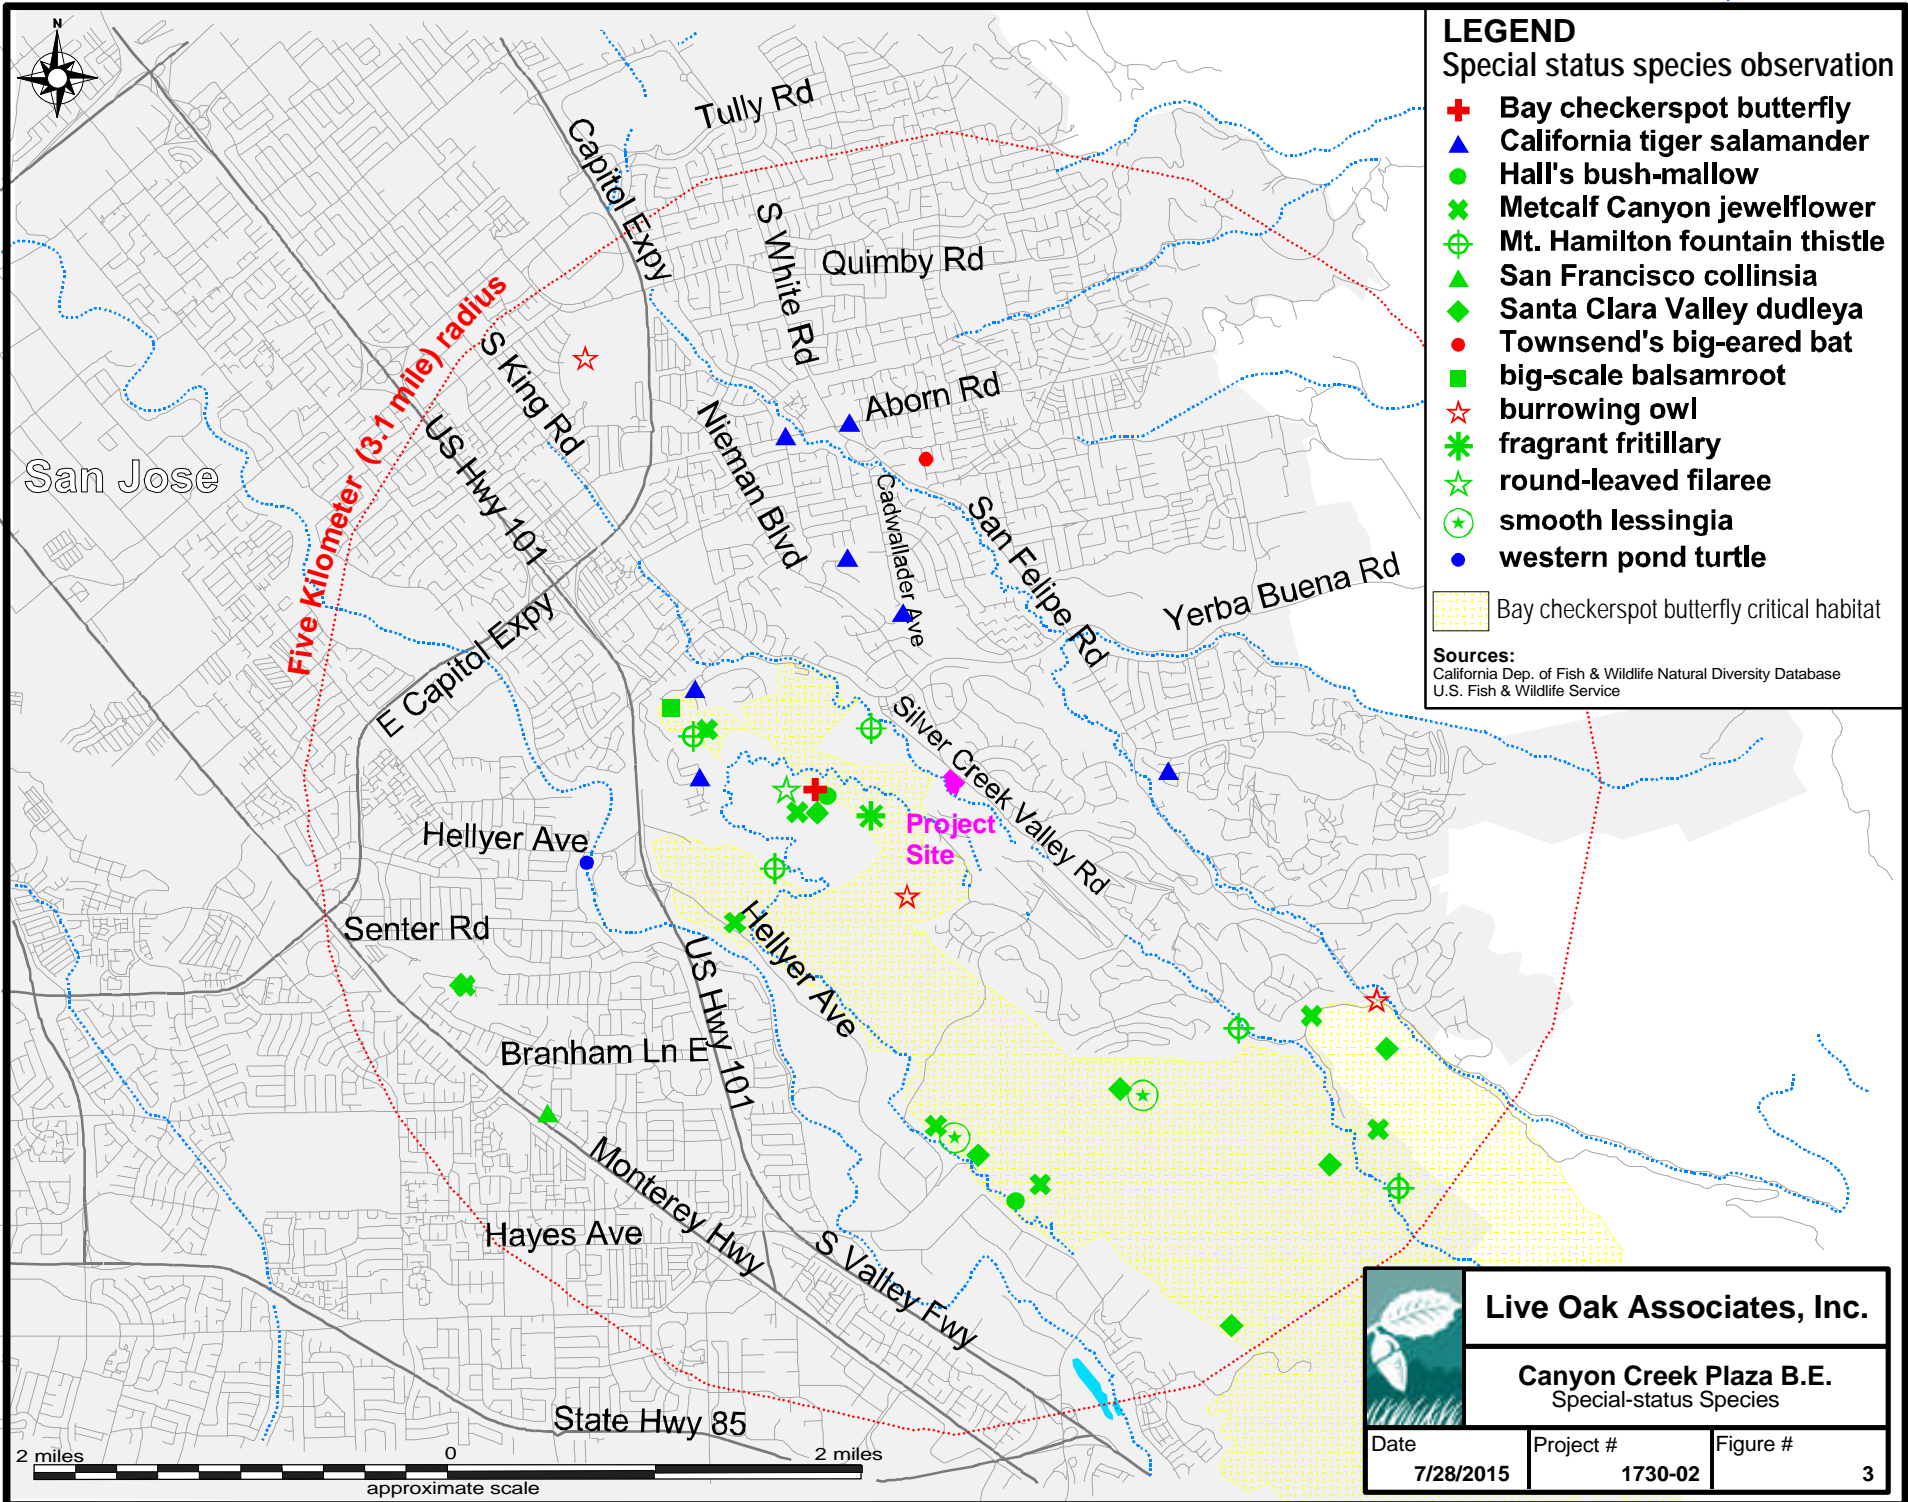 N
LEGEND
Special status species observation
Bay checkerspot butterfly
California tiger salamander
Hall's bush-mallow
Metcalf Canyon jewelflower
Mt. Hamilton fountain thistle
San Francisco collinsia
Santa Clara Valley dudleya
Townsend's big-eared bat
big-scale balsamroot
burrowing owl
fragrant fritillary
round-leaved filaree
smooth lessingia
western pond turtle
Bay checkerspot butterfly critical habitat
Sources:
California Dep. of Fish & Wildlife Natural Diversity Database
U.S. Fish & Wildlife Service
Tully Rd
Capitol Expy
S White Rd
Quimby Rd
Five Kilometer (3.1 mile) radius
S King Rd
US Hwy 101
San Jose
Nieman Blvd
Aborn Rd
Cadwallader Ave
San Felipe Rd
Yerba Buena Rd
E Capitol Expy
Silver Creek Valley Rd
Project
Site
Hellyer Ave
Senter Rd
Hellyer Ave
US Hwy 101
Branham Ln E
Monterey Hwy
Hayes Ave
S Valley Fwy
State Hwy 85
2 miles
0
2 miles
approximate scale
Live Oak Associates, Inc.
Canyon Creek Plaza B.E.
Special-status Species
Date
7/28/2015
Project #
1730-02
Figure #
3